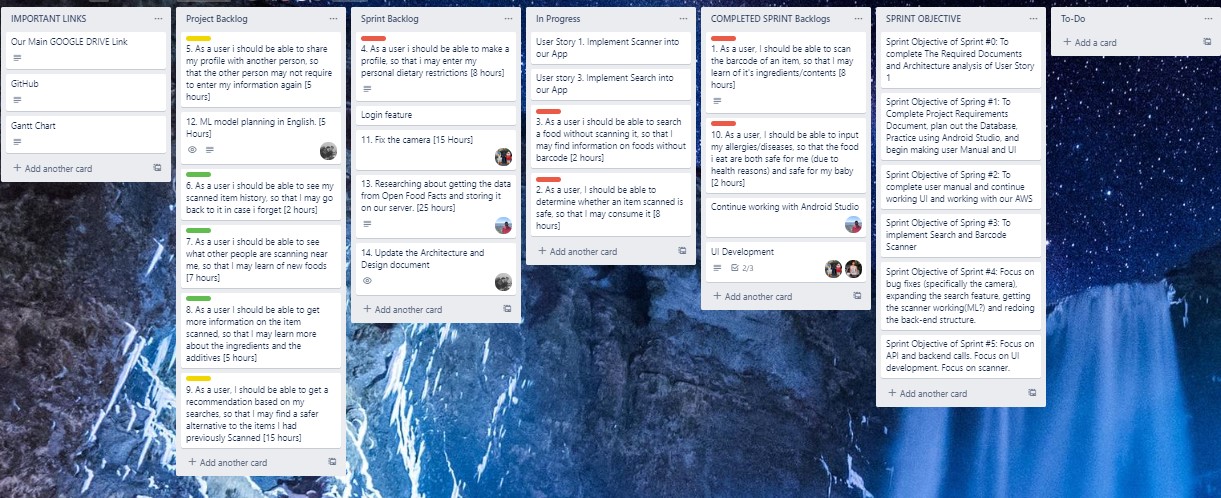 IMPORTANT LINKS
Our Main GOOGLE DRIVE Link
GitHub
Gantt Chart
+ Add another card
Project Backlog
5. As a user i should be able to share
my profile with another person, so
that the other person may not require
to enter my information again [5
hours]
12. ML model planning in English. [5
Hours]
6. As a user i should be able to see my
scanned item history, so that i may go
back to it in case i forget [2 hours]
7. As a user i should be able to see
what other people are scanning near
me, so that i may learn of new foods
[7 hours]
8. As a user i should be able to get
more information on the item
scanned, so that I may learn more
about the ingredients and the
additives [5 hours]
9. As a user, I should be able to get a
recommendation based on my
searches, so that i may find a safer
alternative to the items I had
previously Scanned [15 hours]
+ Add another card
Sprint Backlog
4. As a user i should be able to make a
profile, so that i may enter my
personal dietary restrictions [8 hours]
Login feature
11. Fix the camera [15 Hours]
13. Researching about getting the data
from Open Food Facts and storing it
on our server. [25 hours]
14. Update the Architecture and
Design document
+ Add another card
In Progress
User Story 1. Implement Scanner into
our App
User story 3. Implement Search into
our App
3. As a user i should be able to search
a food without scanning it, so that I
may find information on foods without
barcode [2 hours]
2. As a user, I should be able to
determine whether an item scanned is
safe, so that I may consume it [8
hours]
+ Add another card
COMPLETED SPRINT Backlogs
1. As a user, I should be able to scan
the barcode of an item, so that I may
learn of it's ingredients/contents [8
hours]
10. As a user, I should be able to input
my allergies/diseases, so that the food
i eat are both safe for me (due to
health reasons) and safe for my baby
[2 hours]
Continue working with Android Studio
UI Development
2/3
+ Add another card
SPRINT OBJECTIVE
Sprint Objective of Sprint #0: To
complete The Required Documents
and Architecture analysis of User Story
1
Sprint Objective of Spring #1: To
Complete Project Requirements
Document, plan out the Database,
Practice using Android Studio, and
begin making user Manual and UI
Sprint Objective of Sprint #2: To
complete user manual and continue
working UI and working with our AWS
Sprint Objective of Sprint #3: To
implement Search and Barcode
Scanner
Sprint Objective of Sprint #4: Focus on
bug fixes (specifically the camera),
expanding the search feature, getting
the scanner working(ML?) and redoing
the back-end structure.
Sprint Objective of Sprint #5: Focus on
API and backend calls. Focus on UI
development. Focus on scanner.
+ Add another card
To-Do
+ Add a card